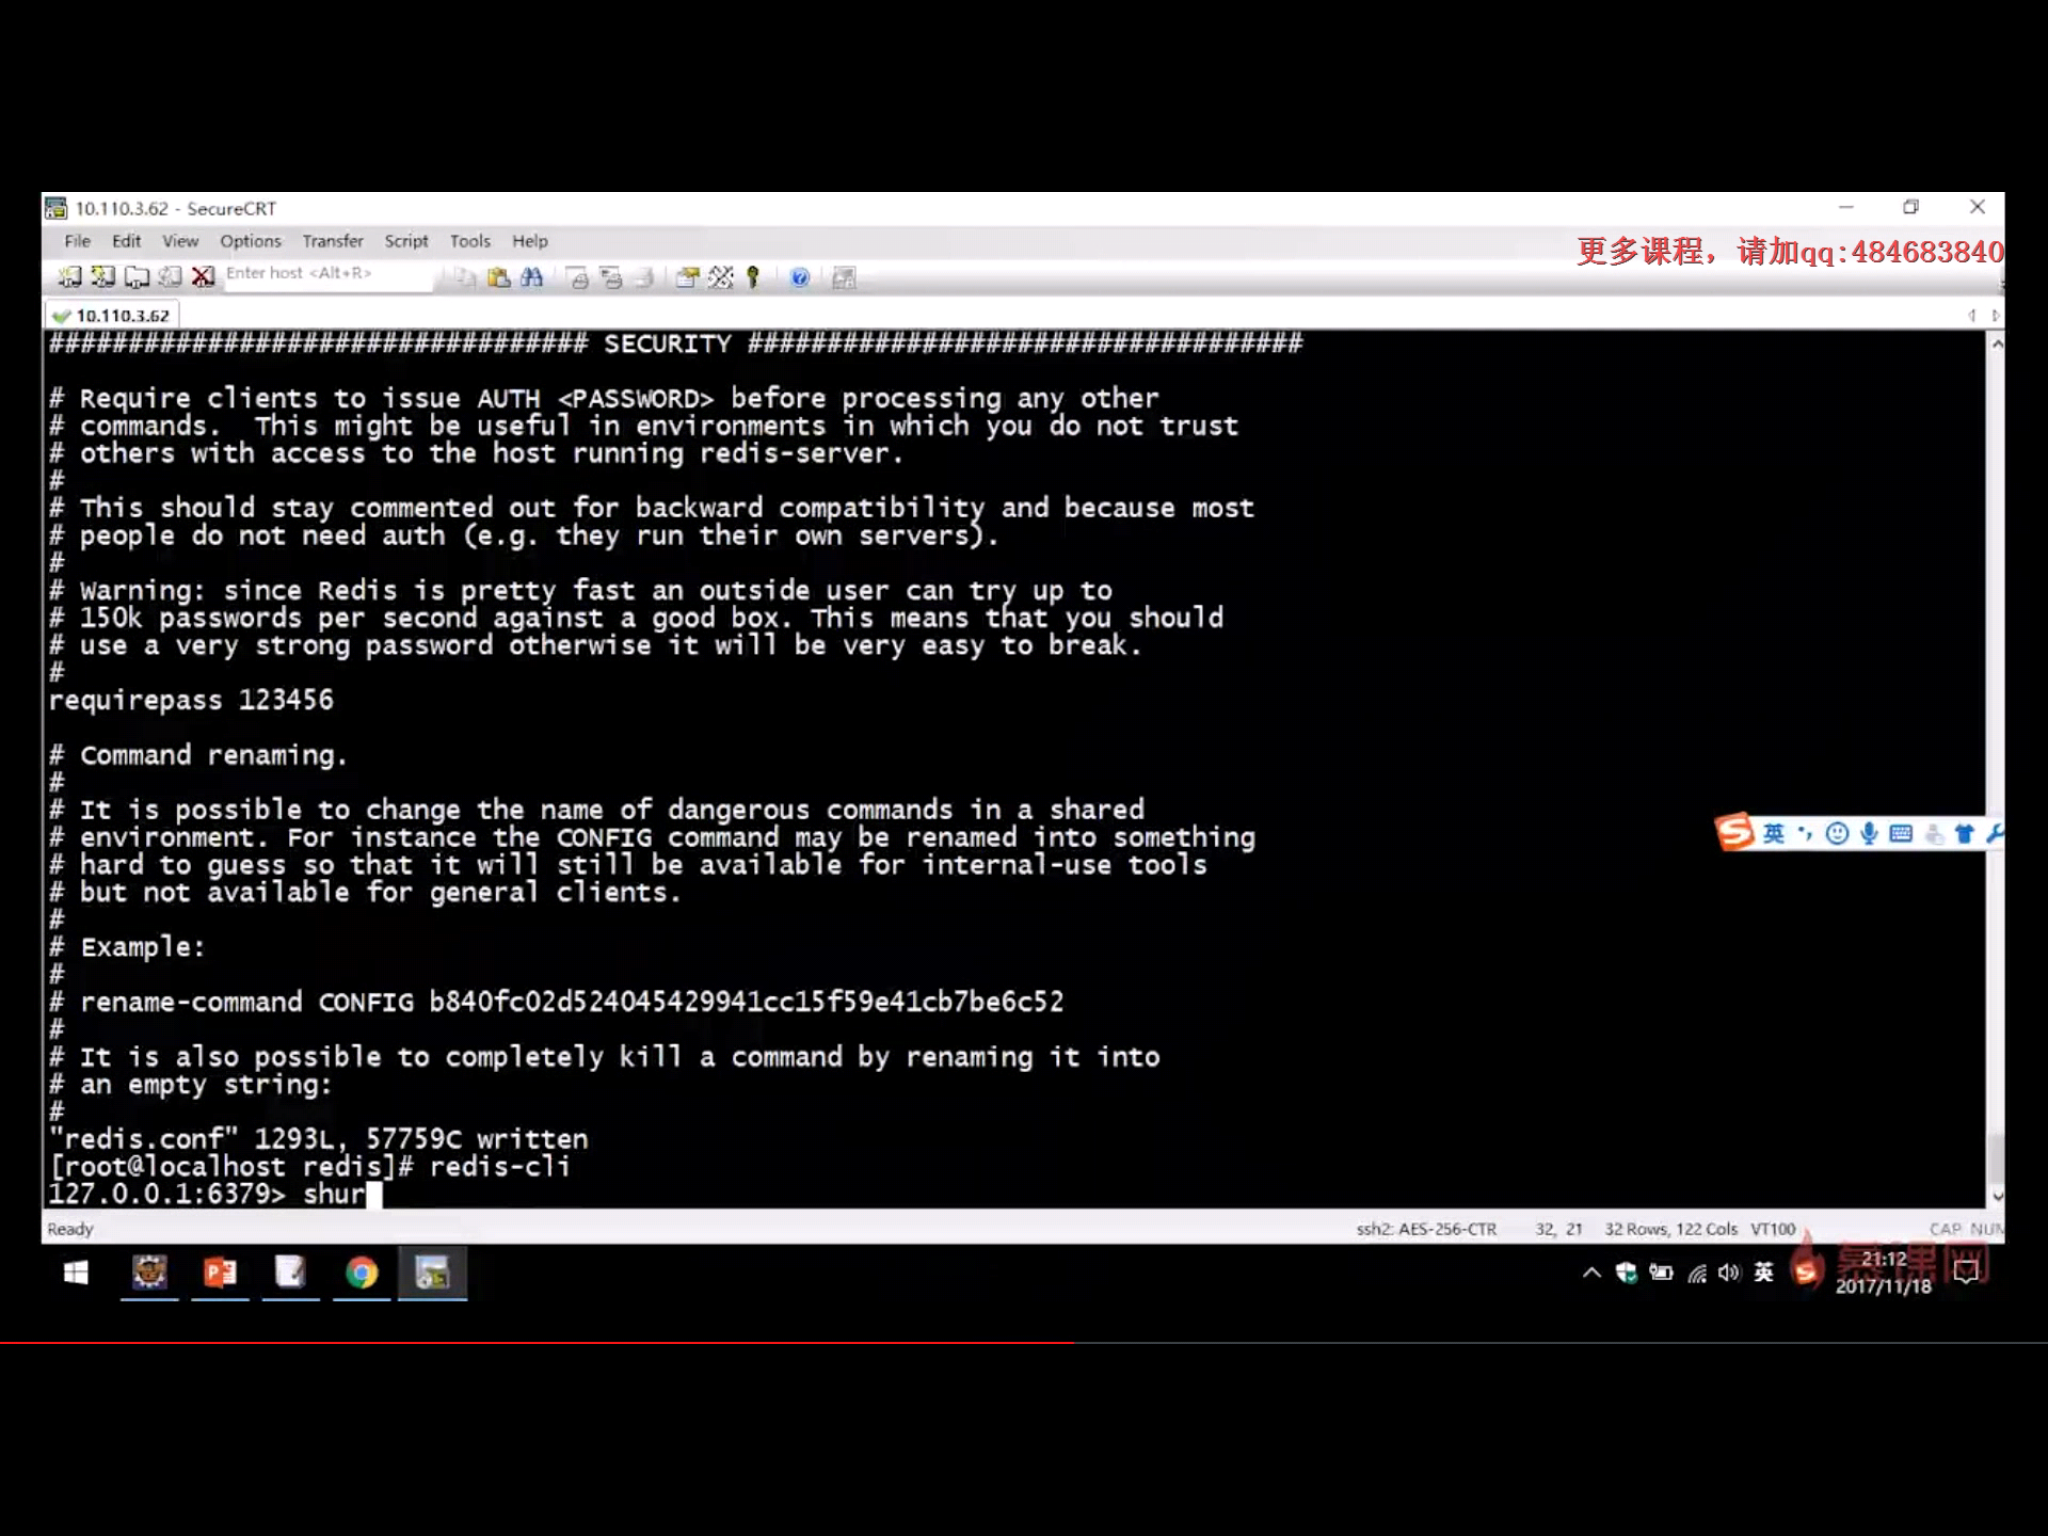 10.110.3.62 - SecureCRT
File Edit View Options Transfer Script Tools Help
更多课程，请加qq:484683840
Enter host <Alt+R>
10.110.3.62
################################## SECURITY ###################################
# Require clients to issue AUTH <PASSWORD> before processing any other
# commands.  This might be useful in environments in which you do not trust
# others with access to the host running redis-server.
#
# This should stay commented out for backward compatibility and because most
# people do not need auth (e.g. they run their own servers).
#
# Warning: since Redis is pretty fast an outside user can try up to
# 150k passwords per second against a good box. This means that you should
# use a very strong password otherwise it will be very easy to break.
#
requirepass 123456
# Command renaming.
#
# It is possible to change the name of dangerous commands in a shared
# environment. For instance the CONFIG command may be renamed into something
# hard to guess so that it will still be available for internal-use tools
# but not available for general clients.
#
# Example:
#
# rename-command CONFIG b840fc02d524045429941cc15f59e41cb7be6c52
#
# It is also possible to completely kill a command by renaming it into
# an empty string:
#
"redis.conf" 1293L, 57759C written
[root@localhost redis]# redis-cli
127.0.0.1:6379> shur
英
Ready ssh2: AES-256-CTR 32, 21 32 Rows, 122 Cols VT100 CAP NUM
英 21:12
2017/11/18
慕课网